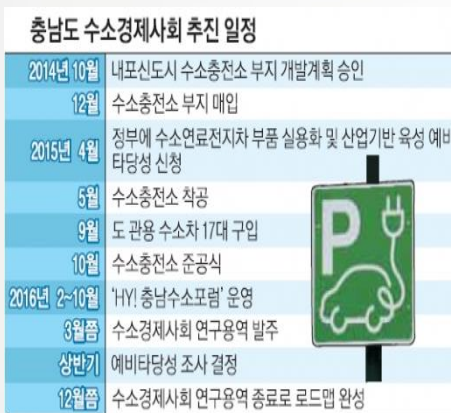 충남도 수소경제사회 추진 일정
2014년 10월 내포신도시 수소충전소 부지 개발계획 승인
12월 수소충전소 부지 매입
2015년 4월 정부에 수소연료전지차 부품 실용화 및 산업기반 육성 예비
타당성 신청
5월 수소충전소 착공
9월 도 관용 수소차 17대 구입
10월 수소충전소 준공식
2016년 2~10월 'HY! 충남수소포럼' 운영
3월쯤 수소경제사회 연구용역 발주
상반기 예비타당성 조사 결정
12월쯤 수소경제사회 연구용역 종료로 로드맵 완성
P